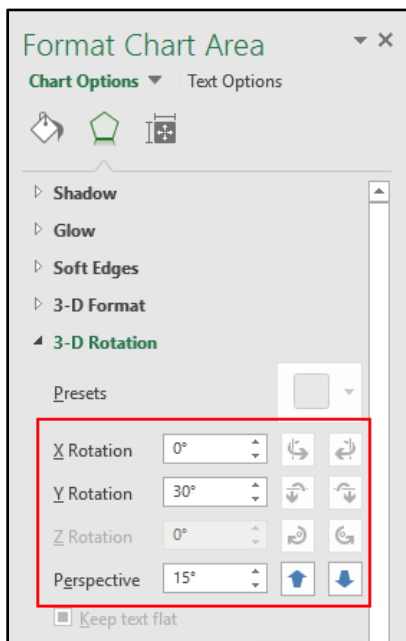 Format Chart Area
Chart Options Text Options
Shadow
Glow
Soft Edges
3-D Format
3-D Rotation
Presets
X Rotation 0°
Y Rotation 30°
Z Rotation 0°
Perspective 15°
Keep text flat